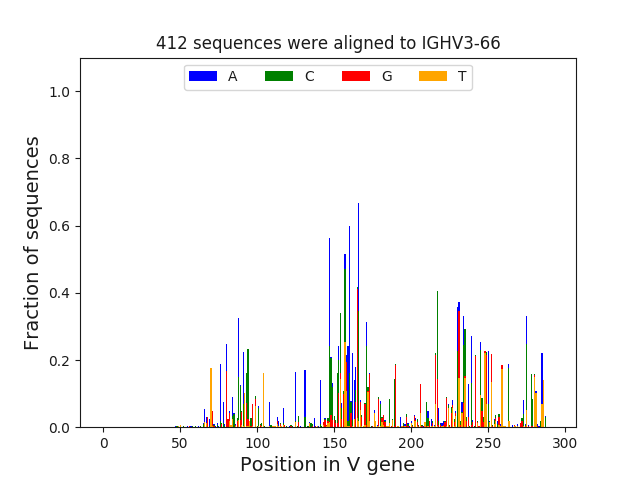 412 sequences were aligned to IGHV3-66
A C G T
1.0
0.8
0.6
0.4
0.2
0.0
Fraction of sequences
0 50 100 150 200 250 300
Position in V gene